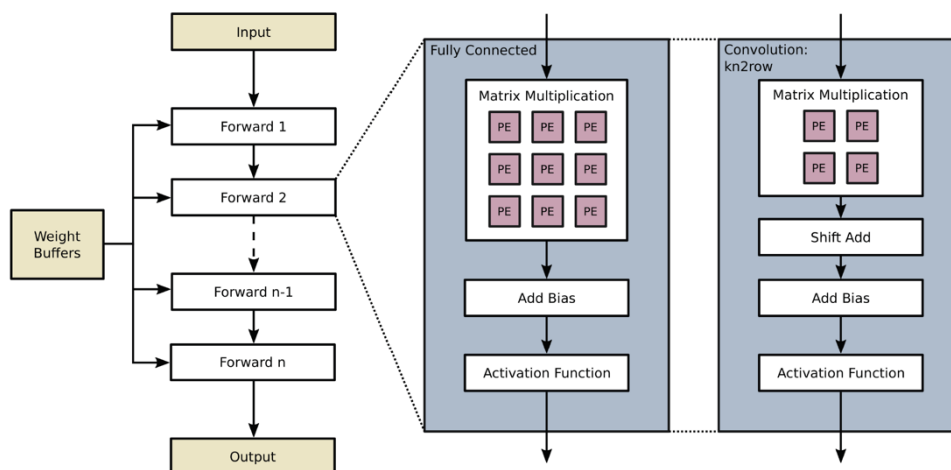 Input
Forward 1
Forward 2
Weight
Buffers
Forward n-1
Forward n
Output
Fully Connected
Matrix Multiplication
PE PE PE
PE PE PE
PE PE PE
Add Bias
Activation Function
Convolution:
kn2row
Matrix Multiplication
PE PE
PE PE
Shift Add
Add Bias
Activation Function